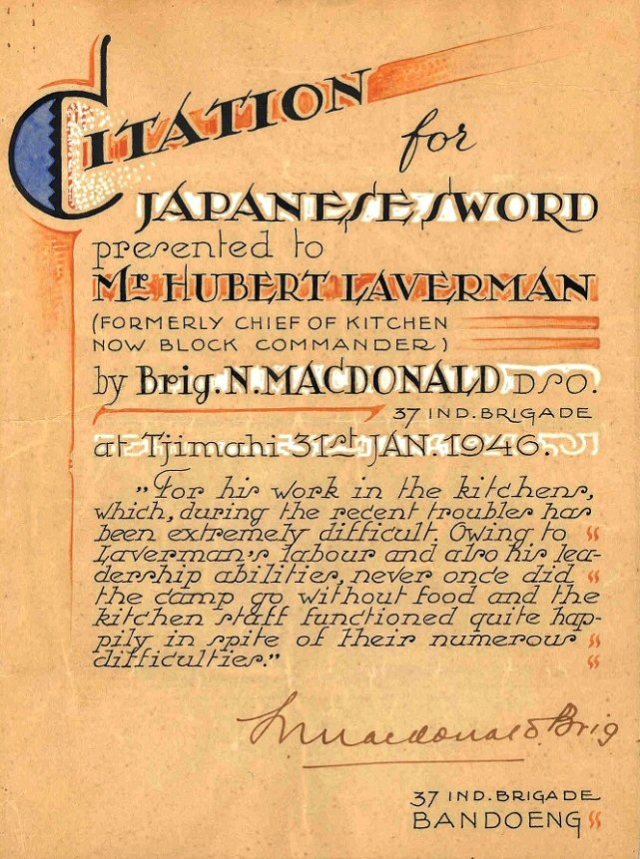 CITATION
for
JAPANESE SWORD
presented to
Mr HUBERT LAVERMAN
(FORMERLY CHIEF OF KITCHEN
NOW BLOCK COMMANDER)
by Brig. N. MACDONALD DSO.
37 IND. BRIGADE
at Tjimahi 31st JAN. 1946.
"For his work in the kitchens,
which, during the recent troubles has
been extremely difficult. Owing to
Laverman's labour and also his lea-
dership abilities, never once did
the camp go without food and the
kitchen staff functioned quite hap-
pily in spite of their numerous
difficulties."
NMacdonald. Brig
37 IND. BRIGADE
BANDOENG